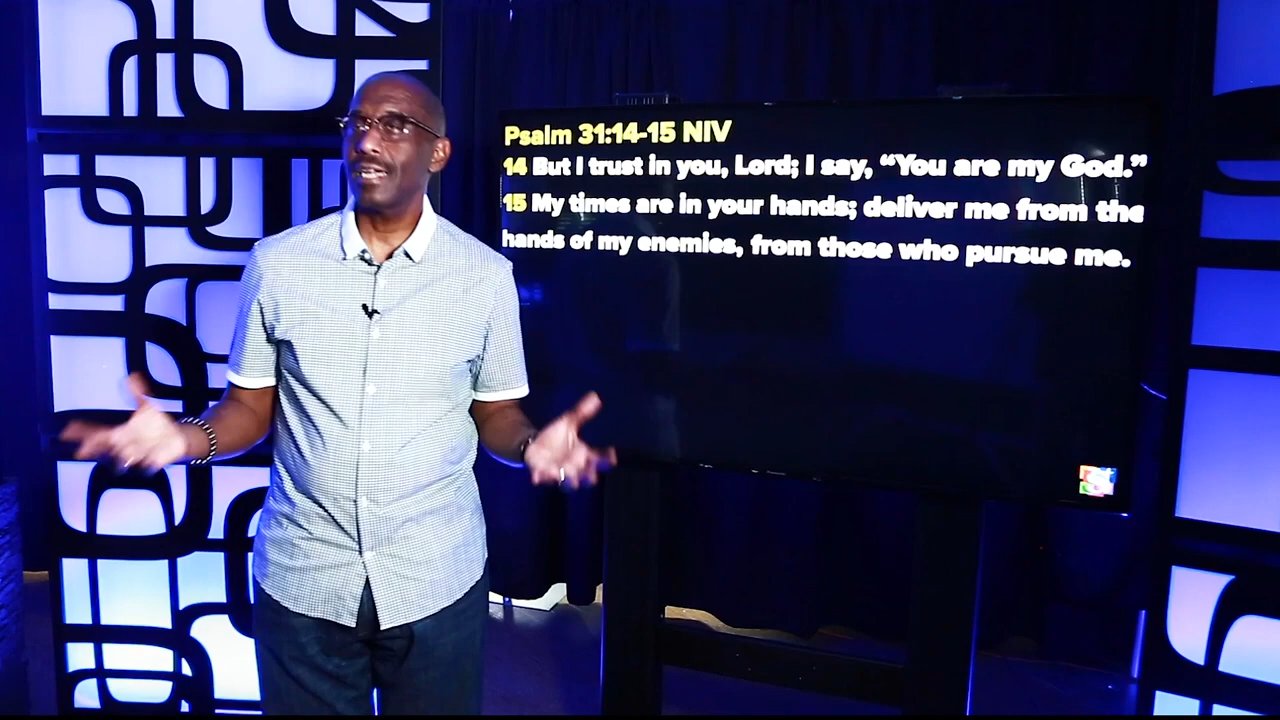 Psalm 31:14-15 NIV
14 But I trust in you, Lord; I say, “You are my God.”
15 My times are in your hands; deliver me from the
hands of my enemies, from those who pursue me.